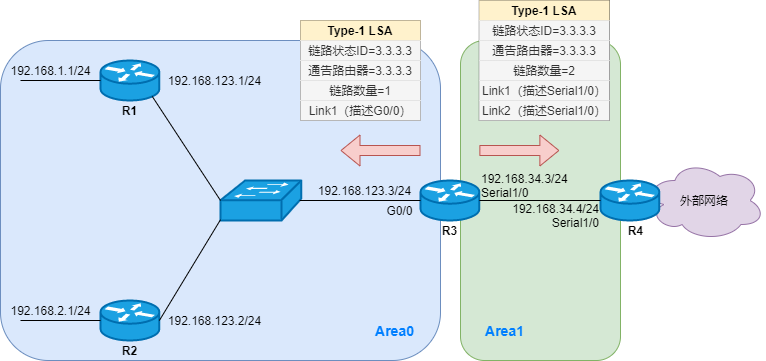 Type-1 LSA
链路状态ID=3.3.3.3
通告路由器=3.3.3.3
链路数量=1
Link1（描述G0/0）
Type-1 LSA
链路状态ID=3.3.3.3
通告路由器=3.3.3.3
链路数量=2
Link1（描述Serial1/0）
Link2（描述Serial1/0）
192.168.1.1/24
192.168.123.1/24
R1
192.168.123.3/24
G0/0
R3
192.168.34.3/24
Serial1/0
192.168.34.4/24
Serial1/0
R4
外部网络
192.168.2.1/24
192.168.123.2/24
R2
Area0
Area1